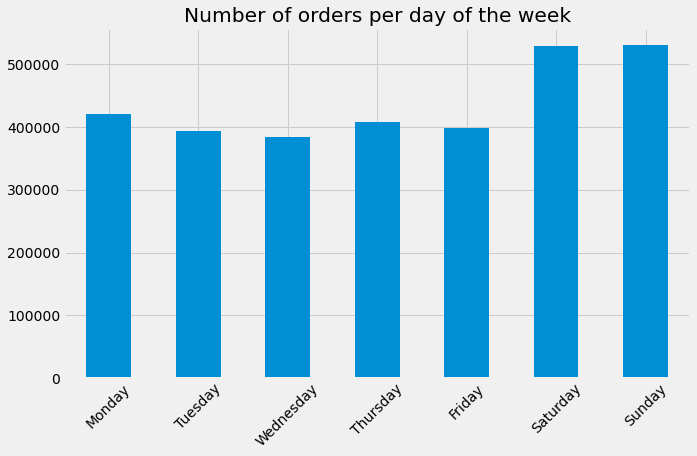 Number of orders per day of the week
500000
400000
300000
200000
100000
0
Monday
Tuesday
Wednesday
Thursday
Friday
Saturday
Sunday